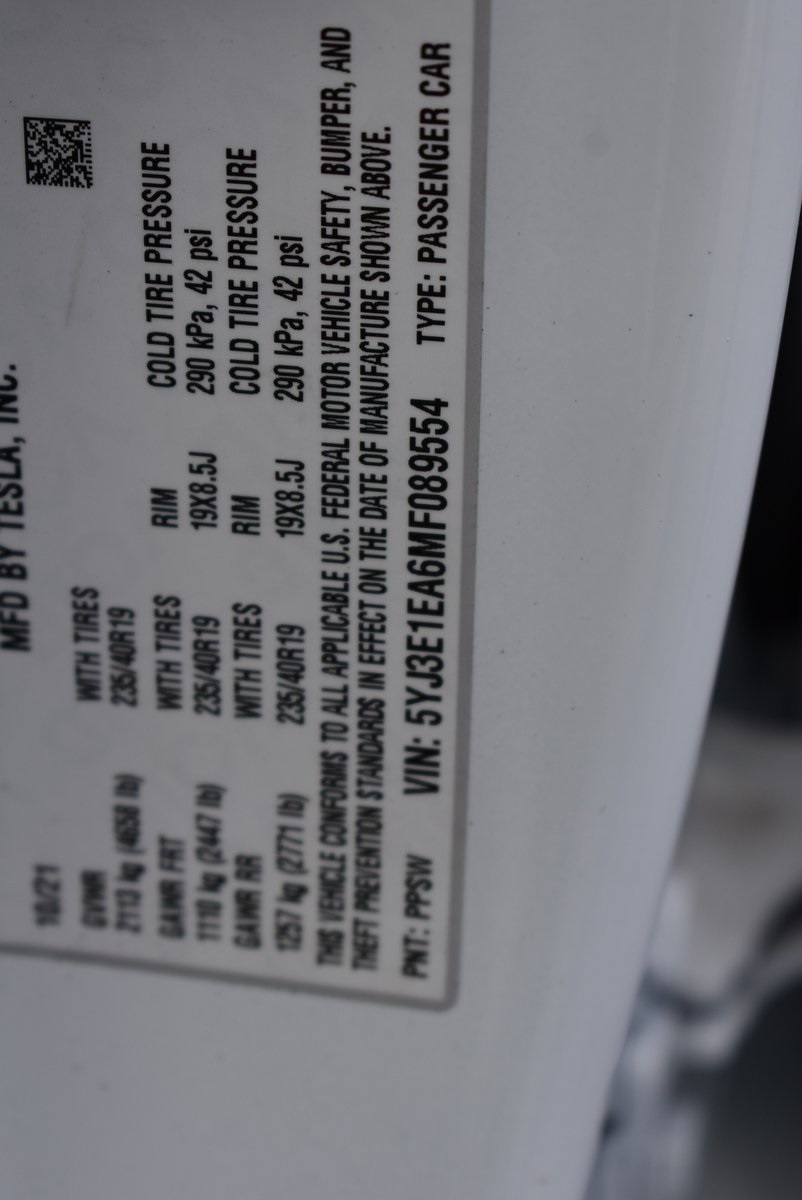 MFD BY TESLA, INC.
10/21
GVWR WITH TIRES
2113 kg (4658 lb) 235/40R19
GAWR FRT WITH TIRES RIM COLD TIRE PRESSURE
1110 kg (2447 lb) 235/40R19 19X8.5J 290 kPa, 42 psi
GAWR RR WITH TIRES RIM COLD TIRE PRESSURE
1257 kg (2771 lb) 235/40R19 19X8.5J 290 kPa, 42 psi
THIS VEHICLE CONFORMS TO ALL APPLICABLE U.S. FEDERAL MOTOR VEHICLE SAFETY, BUMPER, AND
THEFT PREVENTION STANDARDS IN EFFECT ON THE DATE OF MANUFACTURE SHOWN ABOVE.
PNT: PPSW VIN: 5YJ3E1EA6MF089554 TYPE: PASSENGER CAR